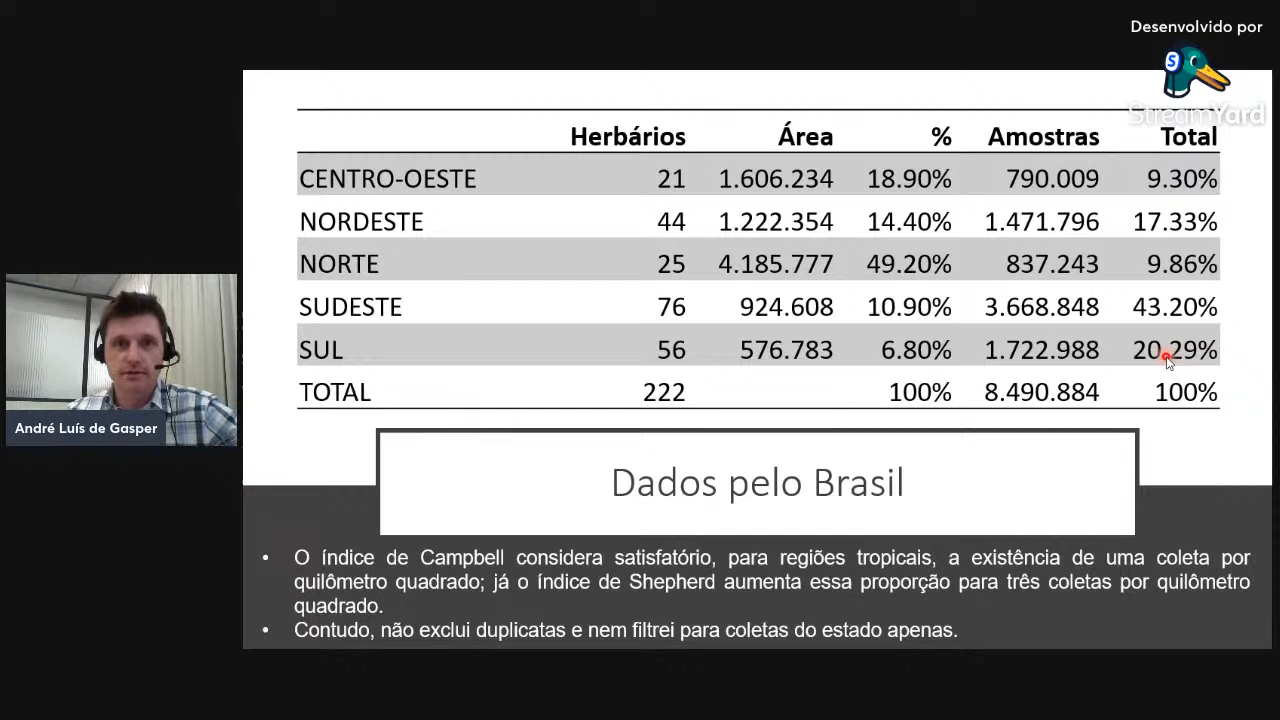 Desenvolvido por
S
StreamYard
Herbários Área % Amostras Total
CENTRO-OESTE 21 1.606.234 18.90% 790.009 9.30%
NORDESTE 44 1.222.354 14.40% 1.471.796 17.33%
NORTE 25 4.185.777 49.20% 837.243 9.86%
SUDESTE 76 924.608 10.90% 3.668.848 43.20%
SUL 56 576.783 6.80% 1.722.988 20.29%
TOTAL 222 100% 8.490.884 100%
André Luís de Gasper
Dados pelo Brasil
• O índice de Campbell considera satisfatório, para regiões tropicais, a existência de uma coleta por
quilômetro quadrado; já o índice de Shepherd aumenta essa proporção para três coletas por quilômetro
quadrado.
• Contudo, não exclui duplicatas e nem filtrei para coletas do estado apenas.